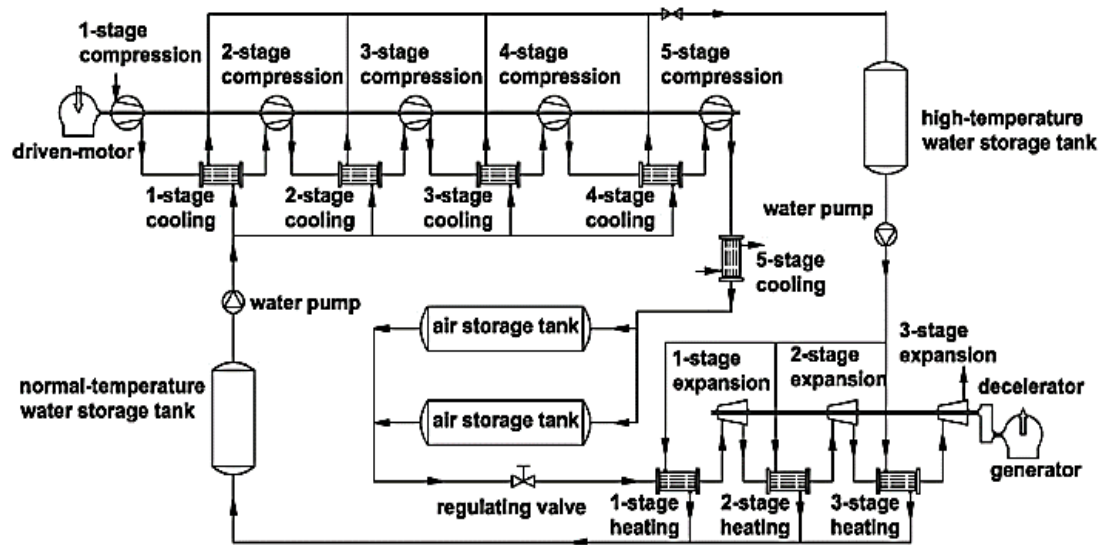 1-stage
compression
2-stage
compression
3-stage
compression
4-stage
compression
5-stage
compression
driven-motor
high-temperature
water storage tank
1-stage
cooling
2-stage
cooling
3-stage
cooling
4-stage
cooling
water pump
5-stage
cooling
water pump
air storage tank
normal-temperature
water storage tank
air storage tank
1-stage
expansion
2-stage
expansion
3-stage
expansion
decelerator
generator
regulating valve
1-stage
heating
2-stage
heating
3-stage
heating